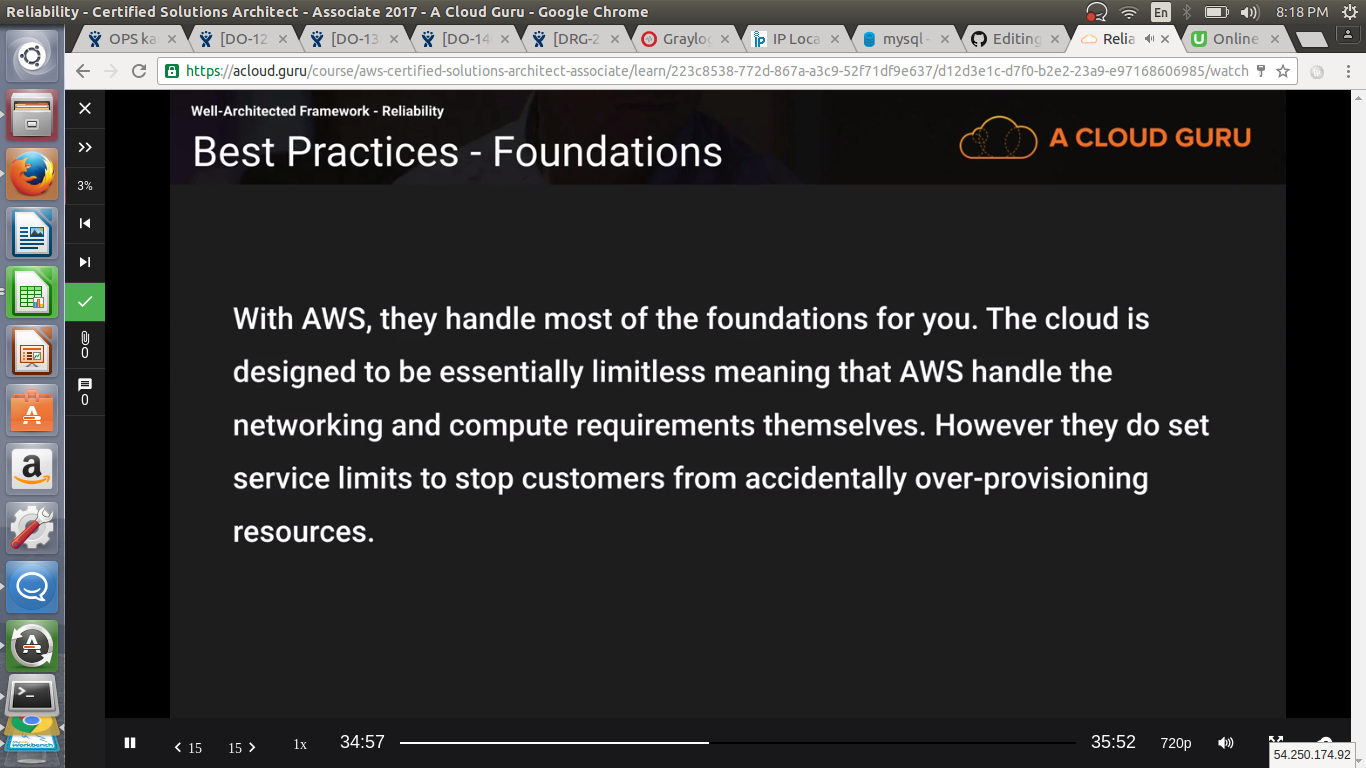 Reliability - Certified Solutions Architect - Associate 2017 - A Cloud Guru - Google Chrome
En
8:18 PM
OPS ka
[DO-12
[DO-13
[DO-14
[DRG-2
Graylo
IP Loca
mysql -
Editing
Relia
Online
https://acloud.guru/course/aws-certified-solutions-architect-associate/learn/223c8538-772d-867a-a3c9-52f71df9e637/d12d3e1c-d7f0-b2e2-23a9-e97168606985/watch
Well-Architected Framework - Reliability
Best Practices - Foundations
A CLOUD GURU
3%
0
0
With AWS, they handle most of the foundations for you. The cloud is
designed to be essentially limitless meaning that AWS handle the
networking and compute requirements themselves. However they do set
service limits to stop customers from accidentally over-provisioning
resources.
workbench
15
15
1x
34:57
35:52
720p
54.250.174.92